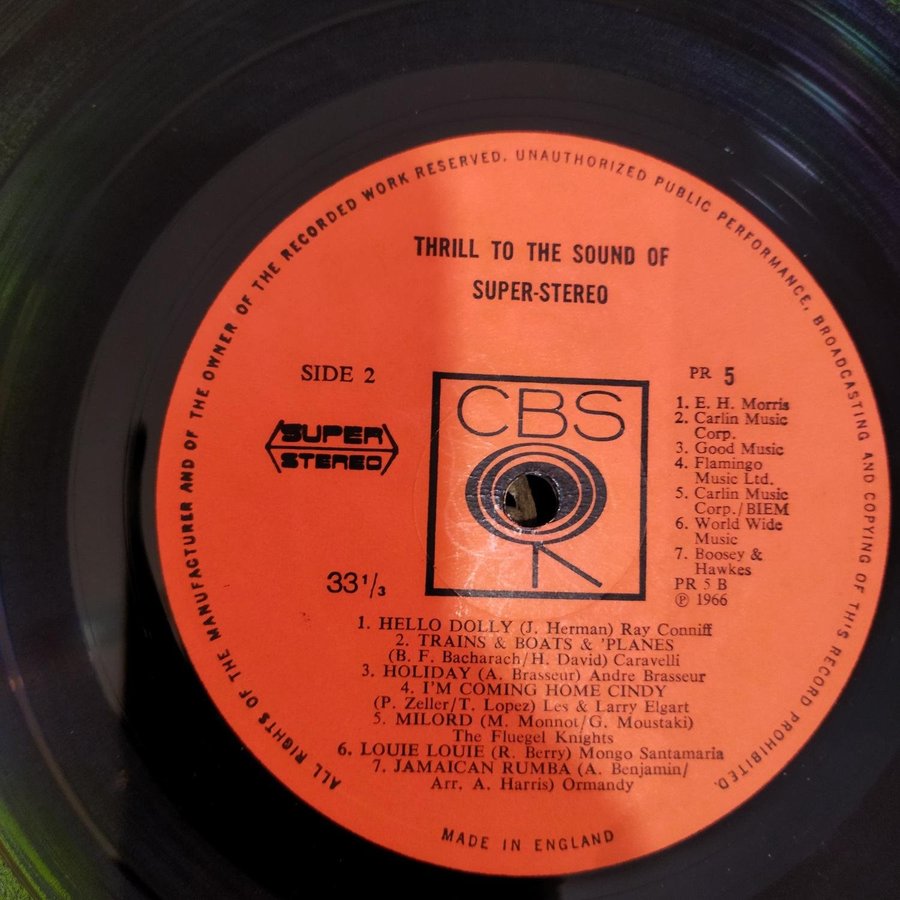 ALL RIGHTS OF THE MANUFACTURER AND OF THE OWNER OF THE RECORDED WORK RESERVED. UNAUTHORIZED PUBLIC PERFORMANCE, BROADCASTING AND COPYING OF THIS RECORD PROHIBITED.
THRILL TO THE SOUND OF
SUPER-STEREO
SIDE 2
SUPER
STEREO
33 1/3
CBS
PR 5
1. E. H. Morris
2. Carlin Music
Corp.
3. Good Music
4. Flamingo
Music Ltd.
5. Carlin Music
Corp./BIEM
6. World Wide
Music
7. Boosey &
Hawkes
PR 5 B
℗ 1966
1. HELLO DOLLY (J. Herman) Ray Conniff
2. TRAINS & BOATS & 'PLANES
(B. F. Bacharach/H. David) Caravelli
3. HOLIDAY (A. Brasseur) Andre Brasseur
4. I'M COMING HOME CINDY
(P. Zeller/T. Lopez) Les & Larry Elgart
5. MILORD (M. Monnot/G. Moustaki)
The Fluegel Knights
6. LOUIE LOUIE (R. Berry) Mongo Santamaria
7. JAMAICAN RUMBA (A. Benjamin/
Arr. A. Harris) Ormandy
MADE IN ENGLAND